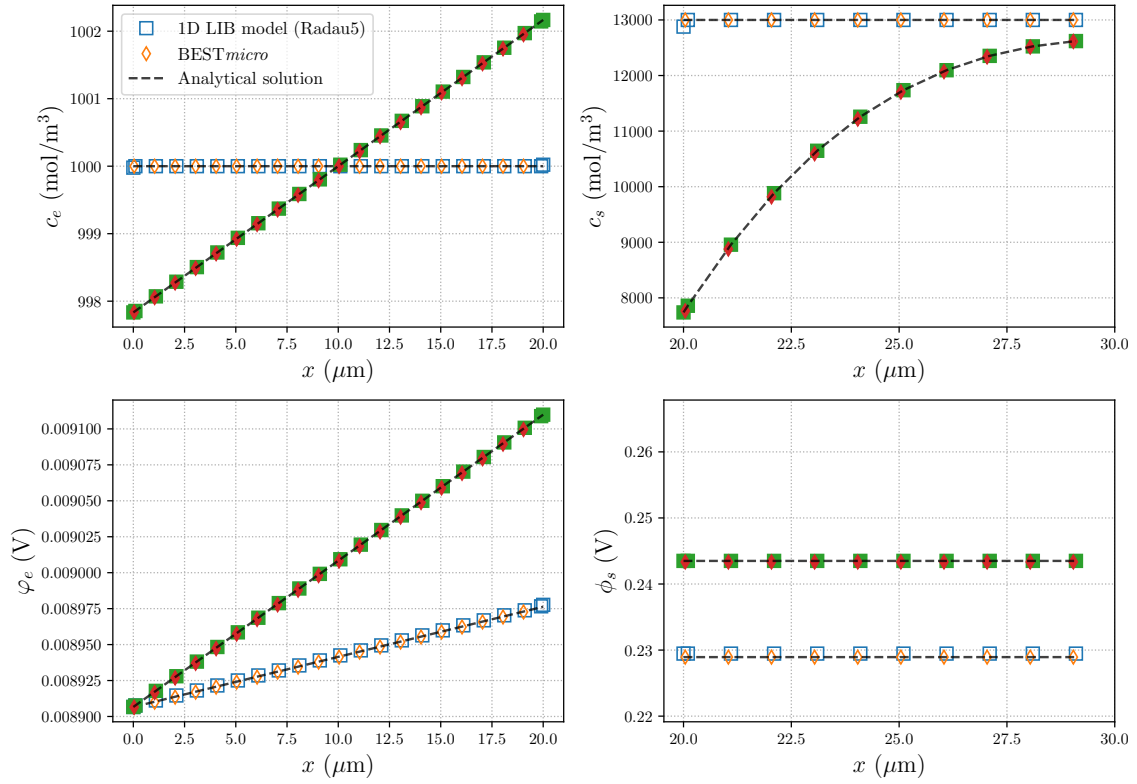 1D LIB model (Radau5)
BESTmicro
Analytical solution
1002
1001
1000
999
998
c_e (mol/m³)
0.0 2.5 5.0 7.5 10.0 12.5 15.0 17.5 20.0
x (μm)
13000
12000
11000
10000
9000
8000
c_s (mol/m³)
20.0 22.5 25.0 27.5 30.0
x (μm)
0.009100
0.009075
0.009050
0.009025
0.009000
0.008975
0.008950
0.008925
0.008900
φ_e (V)
0.0 2.5 5.0 7.5 10.0 12.5 15.0 17.5 20.0
x (μm)
0.26
0.25
0.24
0.23
0.22
ϕ_s (V)
20.0 22.5 25.0 27.5 30.0
x (μm)